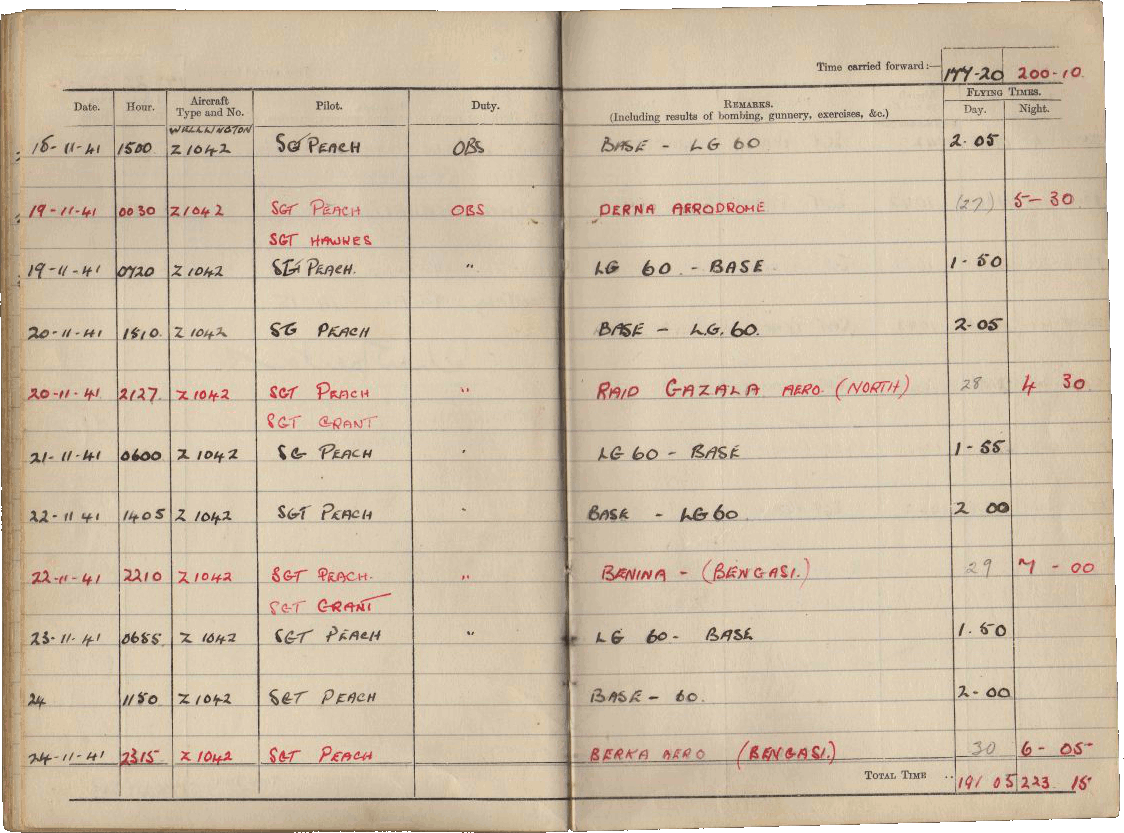 Time carried forward:— 177-20 200-10.
Date. Hour. Aircraft Type and No. Pilot. Duty. REMARKS. (Including results of bombing, gunnery, exercises, &c.) FLYING TIMES. Day. Night.
WELLINGTON
18-11-41 1500 Z1042 SG PEACH OBS BASE - LG 60 2.05
19-11-41 0030 Z1042 SGT PEACH OBS DERNA AERODROME (27) 5-30
SGT HAWKES
19-11-41 0720 Z1042 SGT PEACH. " LG 60 - BASE 1-50
20-11-41 1510. Z1042 SG PEACH BASE - L.G. 60. 2-05
20-11-41 2127. Z1042 SGT PEACH " RAID GAZALA AERO. (NORTH) 28 4 30
SGT GRANT
21-11-41 0600 Z1042 SG PEACH " LG 60 - BASE 1-55
22-11 41 1405 Z1042 SGT PEACH " BASE - LG60 2 00
22-11-41 2210 Z1042 SGT PEACH- " BENINA - (BENGASI.) 29 7-00
SGT GRANT
23-11-41 0655 Z1042 SGT PEACH " LG 60- BASE 1.50
24 1150 Z1042 SGT PEACH BASE - 60. 2-00
24-11-41 2315 Z1042 SGT PEACH BERKA AERO (BENGASI.) 30 6-05
TOTAL TIME .. 191 05 223. 15